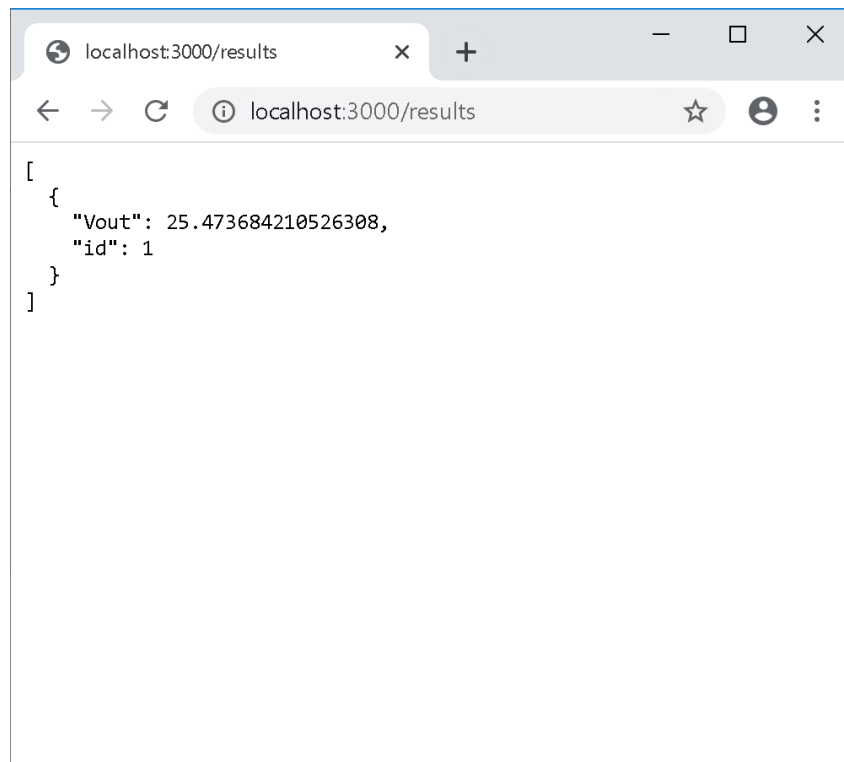 localhost:3000/results
localhost:3000/results
[
  {
    "Vout": 25.473684210526308,
    "id": 1
  }
]